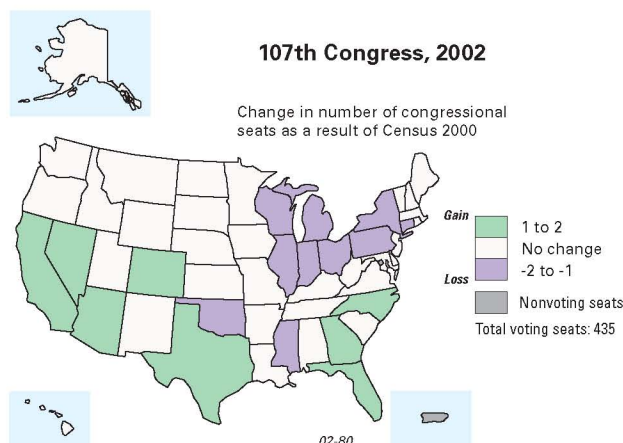 107th Congress, 2002
Change in number of congressional
seats as a result of Census 2000
Gain
1 to 2
No change
Loss
-2 to -1
Nonvoting seats
Total voting seats: 435
02-80